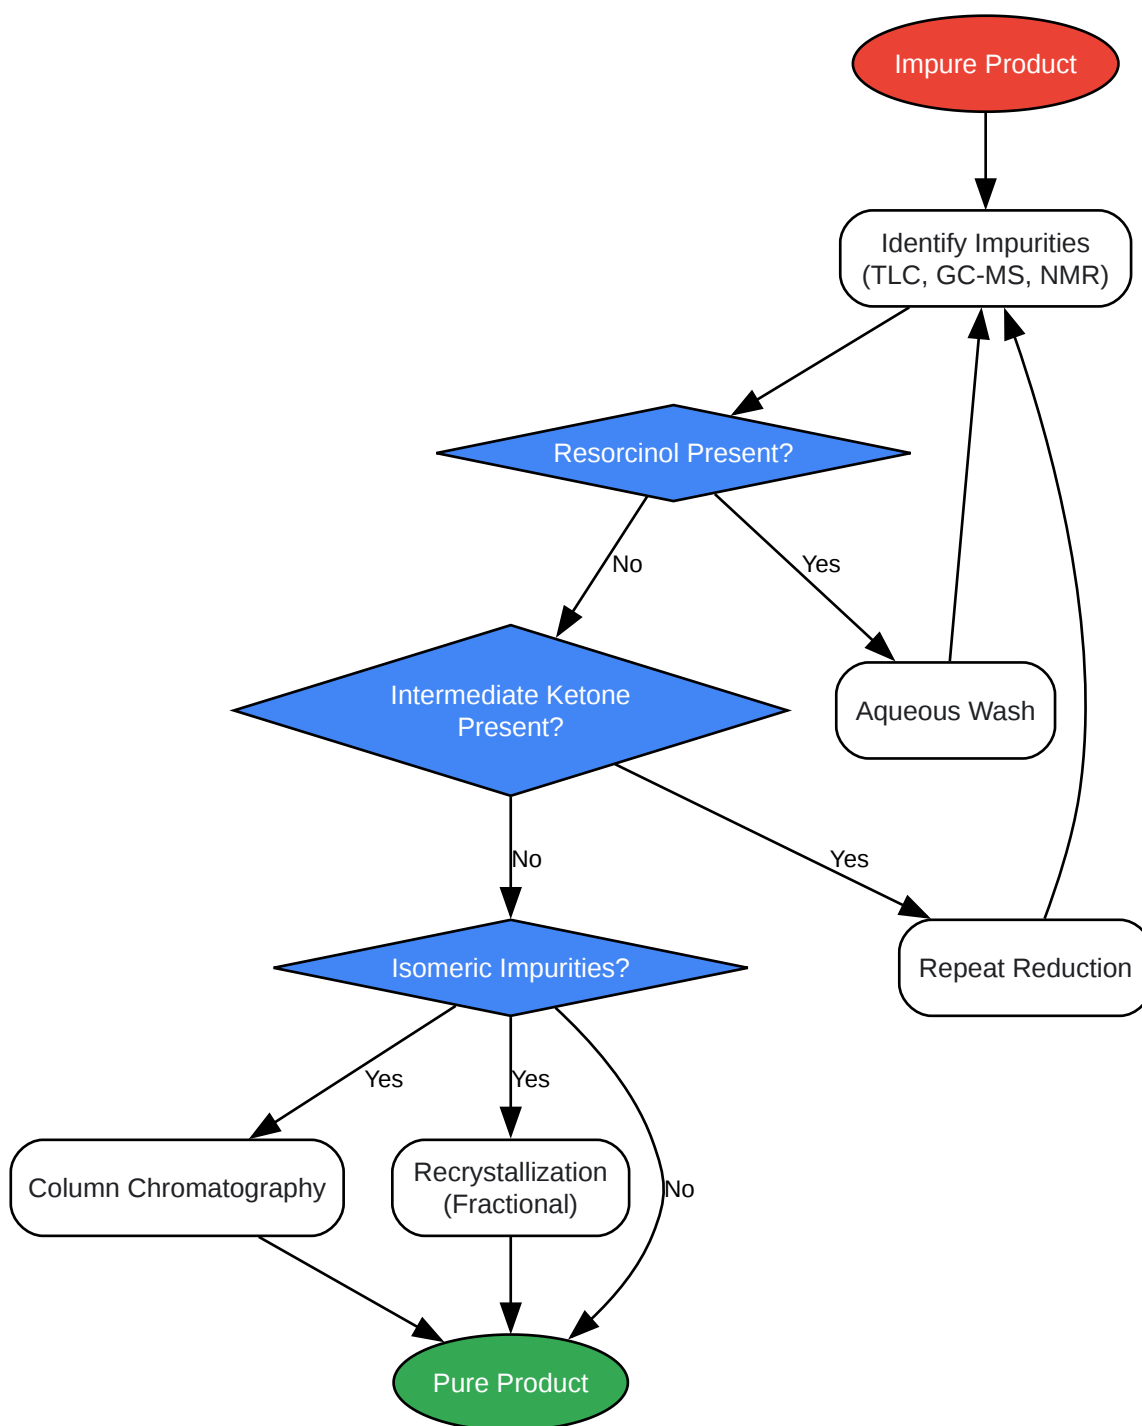 Impure Product
Identify Impurities
(TLC, GC-MS, NMR)
Resorcinol Present?
No
Yes
Intermediate Ketone
Present?
Aqueous Wash
No
Yes
Isomeric Impurities?
Repeat Reduction
Yes
Yes
No
Column Chromatography
Recrystallization
(Fractional)
Pure Product